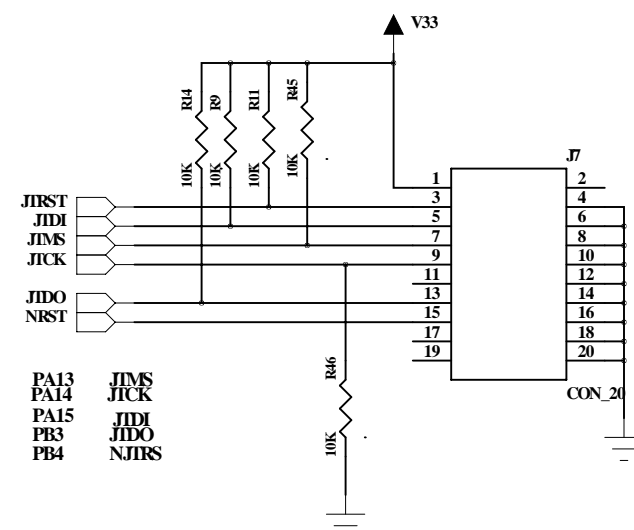 V33
R14
R9
R11
R45
10K
10K
10K
10K
J7
1
2
JTRST
3
4
JTDI
5
6
JTMS
7
8
JTCK
9
10
11
12
JTDO
13
14
NRST
15
16
17
18
19
20
CON_20
R46
10K
PA13 JTMS
PA14 JTCK
PA15 JTDI
PB3 JTDO
PB4 NJTRS